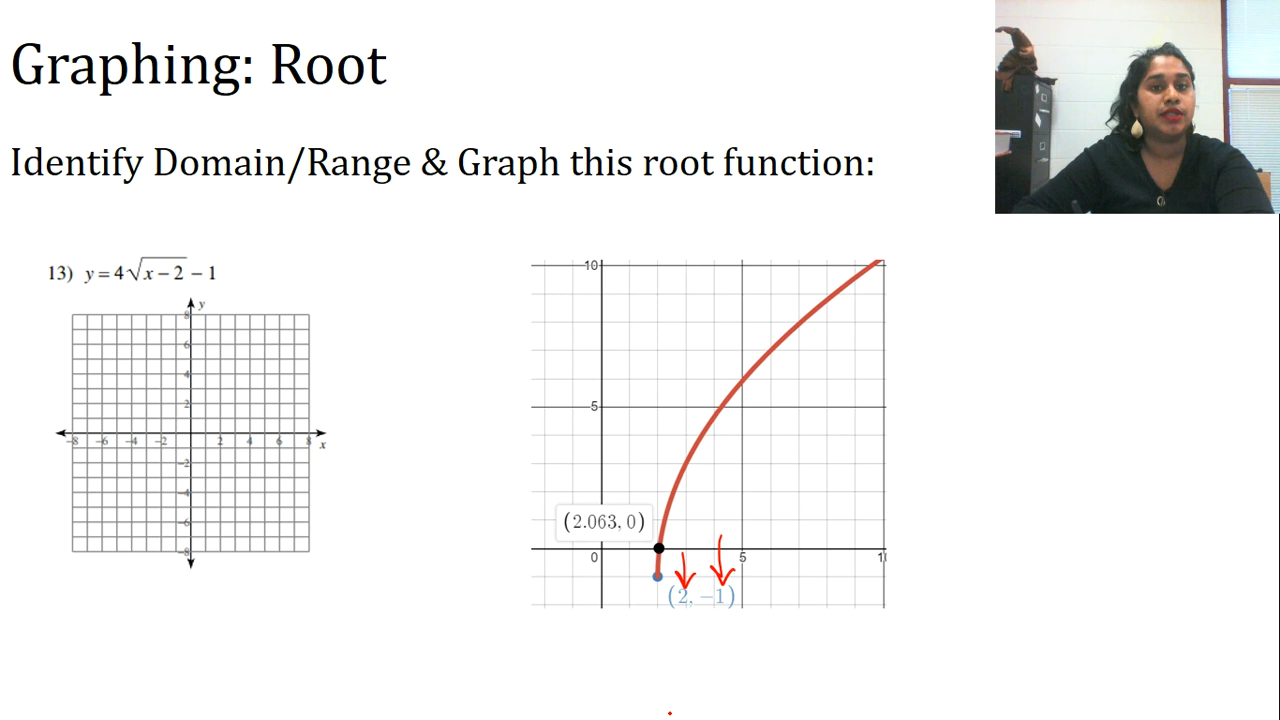 Graphing: Root
Identify Domain/Range & Graph this root function:
13) y = 4√x − 2 − 1
y
8
6
4
2
−8 −6 −4 −2 2 4 6 8 x
−2
−4
−6
−8
10
5
(2.063, 0)
0 5 10
(2, −1)